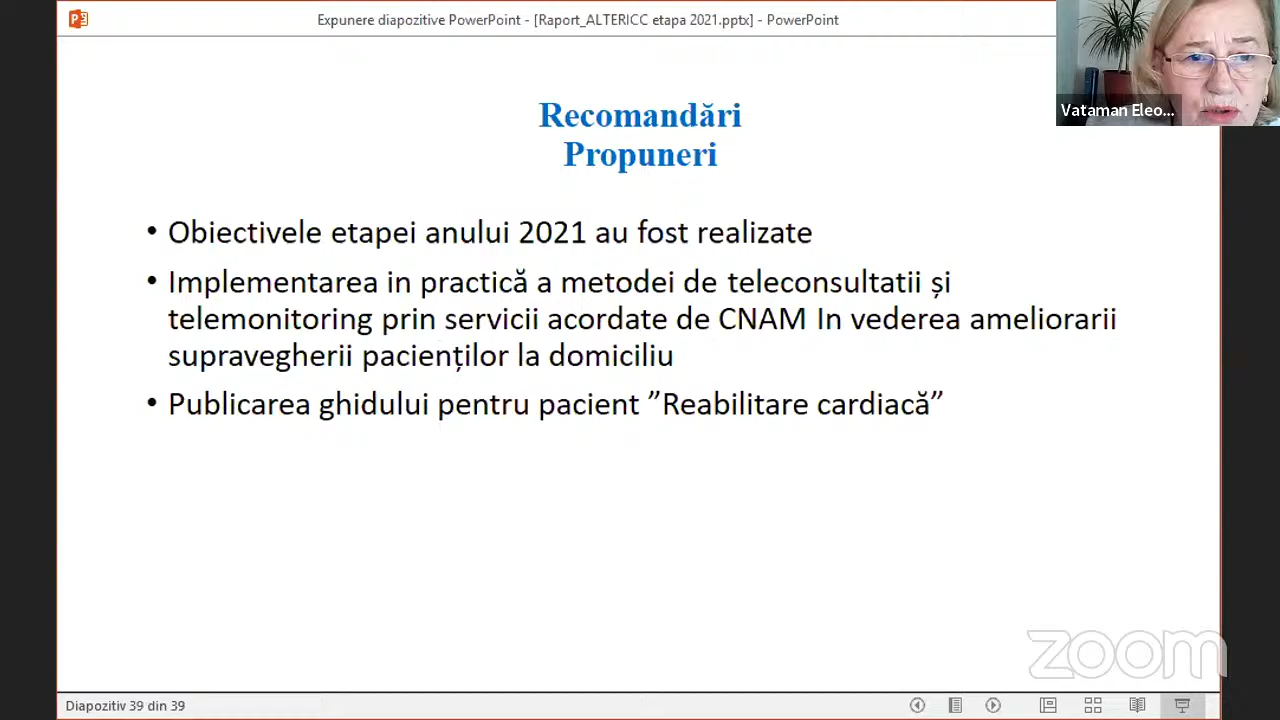 Expunere diapozitive PowerPoint - [Raport_ALTERICC etapa 2021.pptx] - PowerPoint
Vataman Eleo...
Recomandări
Propuneri
• Obiectivele etapei anului 2021 au fost realizate
• Implementarea in practică a metodei de teleconsultatii și
telemonitoring prin servicii acordate de CNAM In vederea ameliorarii
supravegherii pacienților la domiciliu
• Publicarea ghidului pentru pacient ”Reabilitare cardiacă”
zoom
Diapozitiv 39 din 39